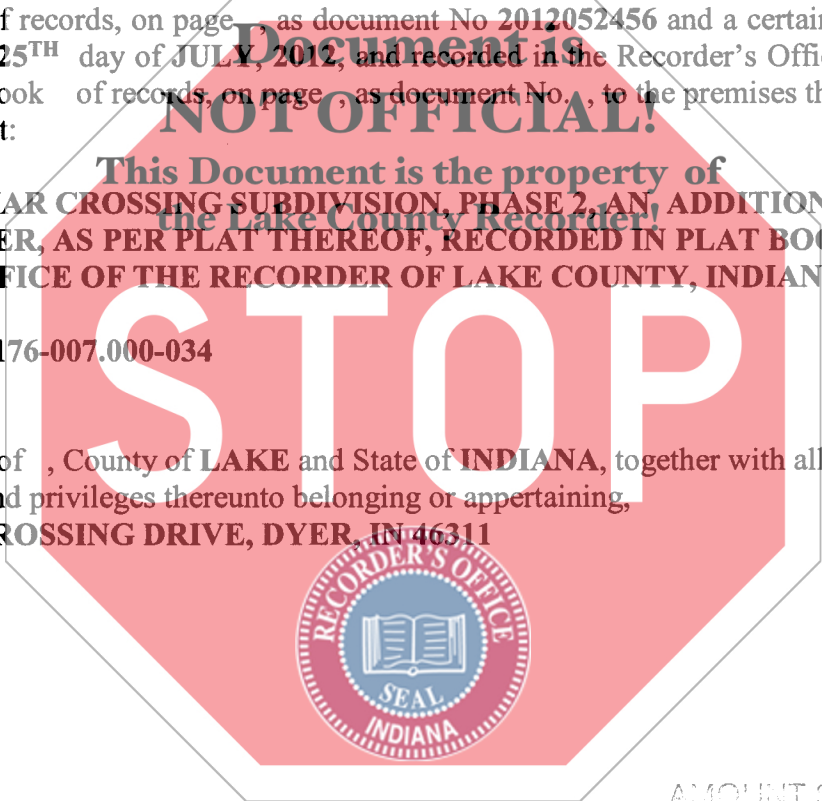 f records, on page , as document No 2012052456 and a certain
25TH day of JULY, 2012, and recorded in the Recorder's Offi
ook of records, on page , as document No. , to the premises th
t:
Document is
NOT OFFICIAL!
This Document is the property of
the Lake County Recorder!
AR CROSSING SUBDIVISION, PHASE 2, AN ADDITION
ER, AS PER PLAT THEREOF, RECORDED IN PLAT BOO
FICE OF THE RECORDER OF LAKE COUNTY, INDIAN
176-007.000-034
STOP
of , County of LAKE and State of INDIANA, together with all
d privileges thereunto belonging or appertaining,
ROSSING DRIVE, DYER, IN 46311
RECORDER'S OFFICE
SEAL
INDIANA
AMOUNT